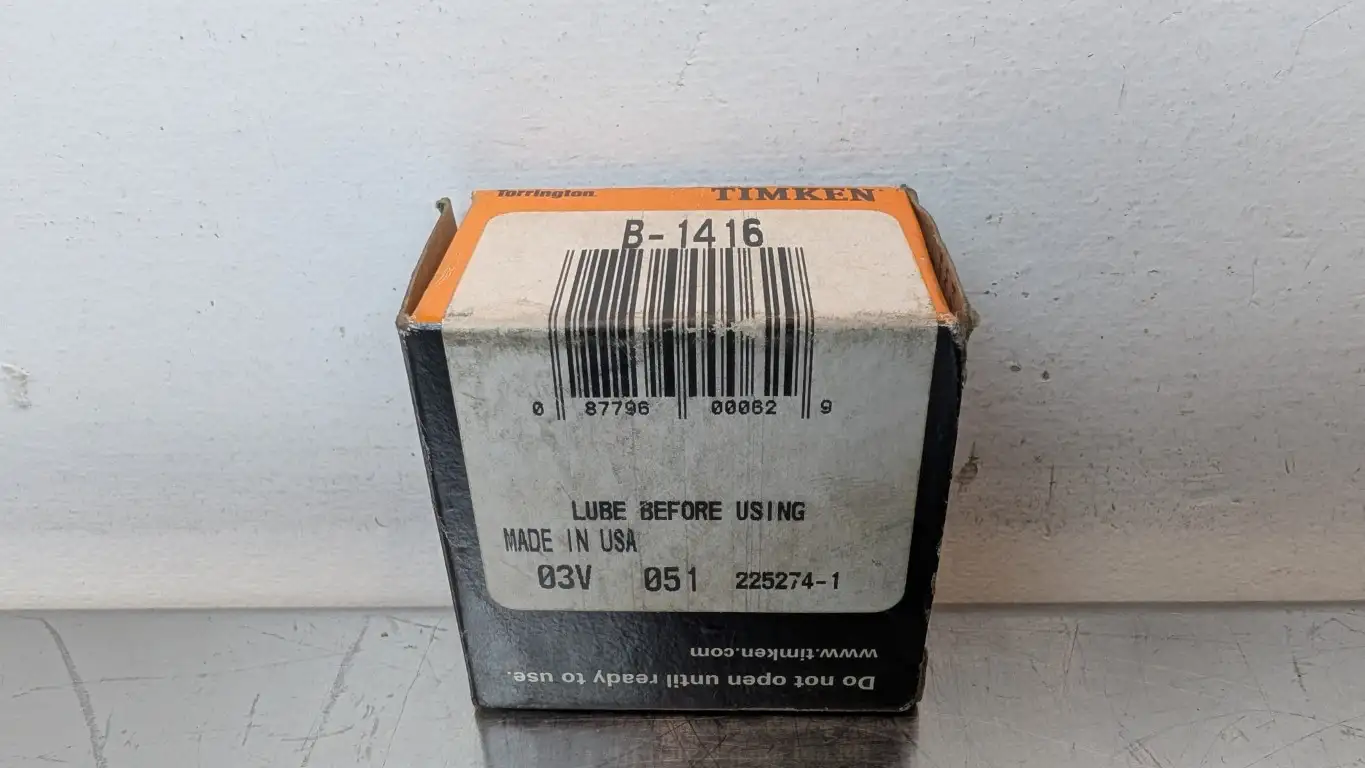 Torrington TIMKEN
B-1416
0 87796 00062 9
LUBE BEFORE USING
MADE IN USA
03V 051 225274-1
www.timken.com
Do not open until ready to use.